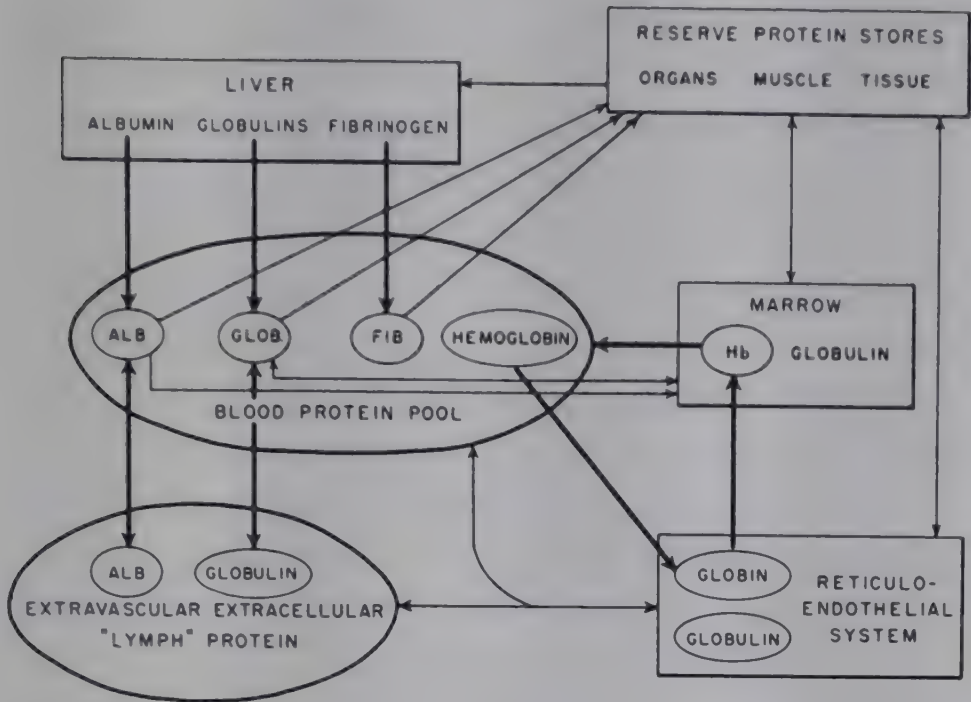 RESERVE PROTEIN STORES
ORGANS MUSCLE TISSUE
LIVER
ALBUMIN GLOBULINS FIBRINOGEN
MARROW
Hb GLOBULIN
ALB
GLOB.
FIB
HEMOGLOBIN
BLOOD PROTEIN POOL
ALB
GLOBULIN
EXTRAVASCULAR EXTRACELLULAR
"LYMPH" PROTEIN
GLOBIN
GLOBULIN
RETICULO-
ENDOTHELIAL
SYSTEM